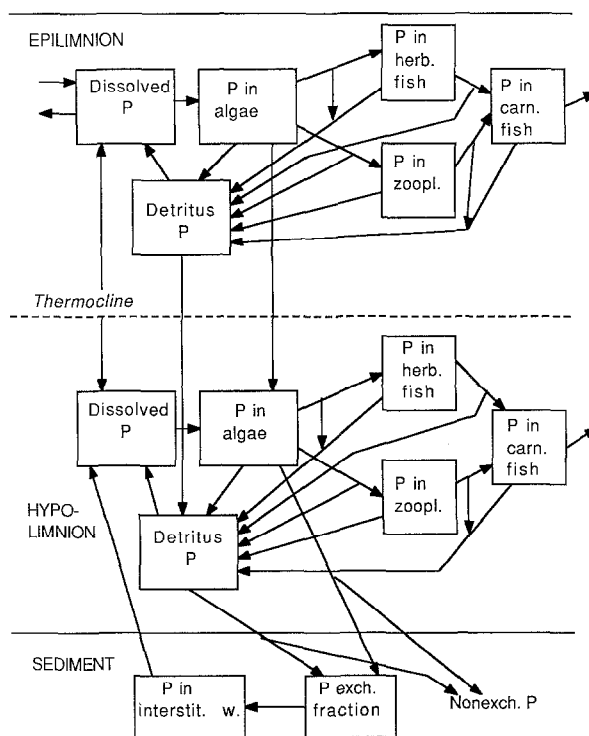 EPILIMNION
Dissolved
P
P in
algae
P in
herb.
fish
P in
carn.
fish
P in
zoopl.
Detritus
P
Thermocline
Dissolved
P
P in
algae
P in
herb.
fish
P in
carn.
fish
P in
zoopl.
HYPO-
LIMNION
Detritus
P
SEDIMENT
P in
interstit. w.
P exch.
fraction
Nonexch. P